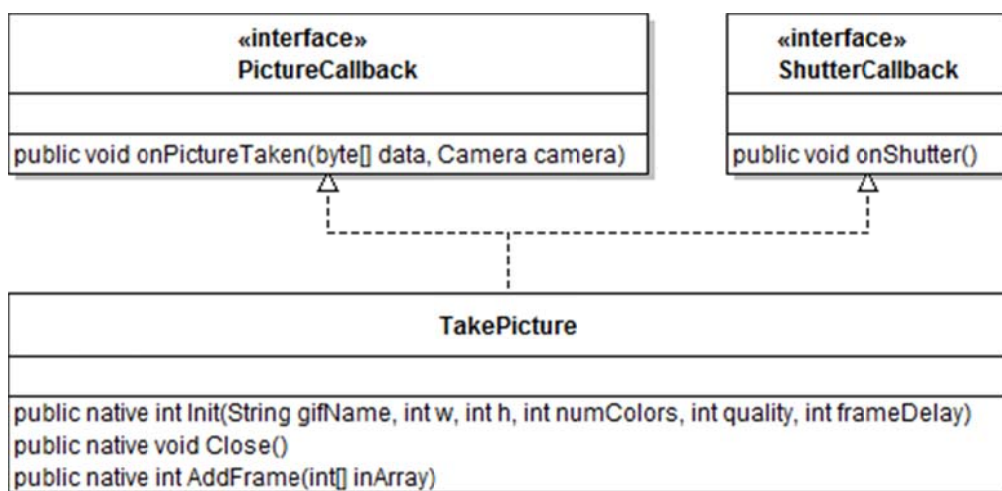 «interface»
PictureCallback
public void onPictureTaken(byte[] data, Camera camera)
«interface»
ShutterCallback
public void onShutter()
TakePicture
public native int Init(String gifName, int w, int h, int numColors, int quality, int frameDelay)
public native void Close()
public native int AddFrame(int[] inArray)